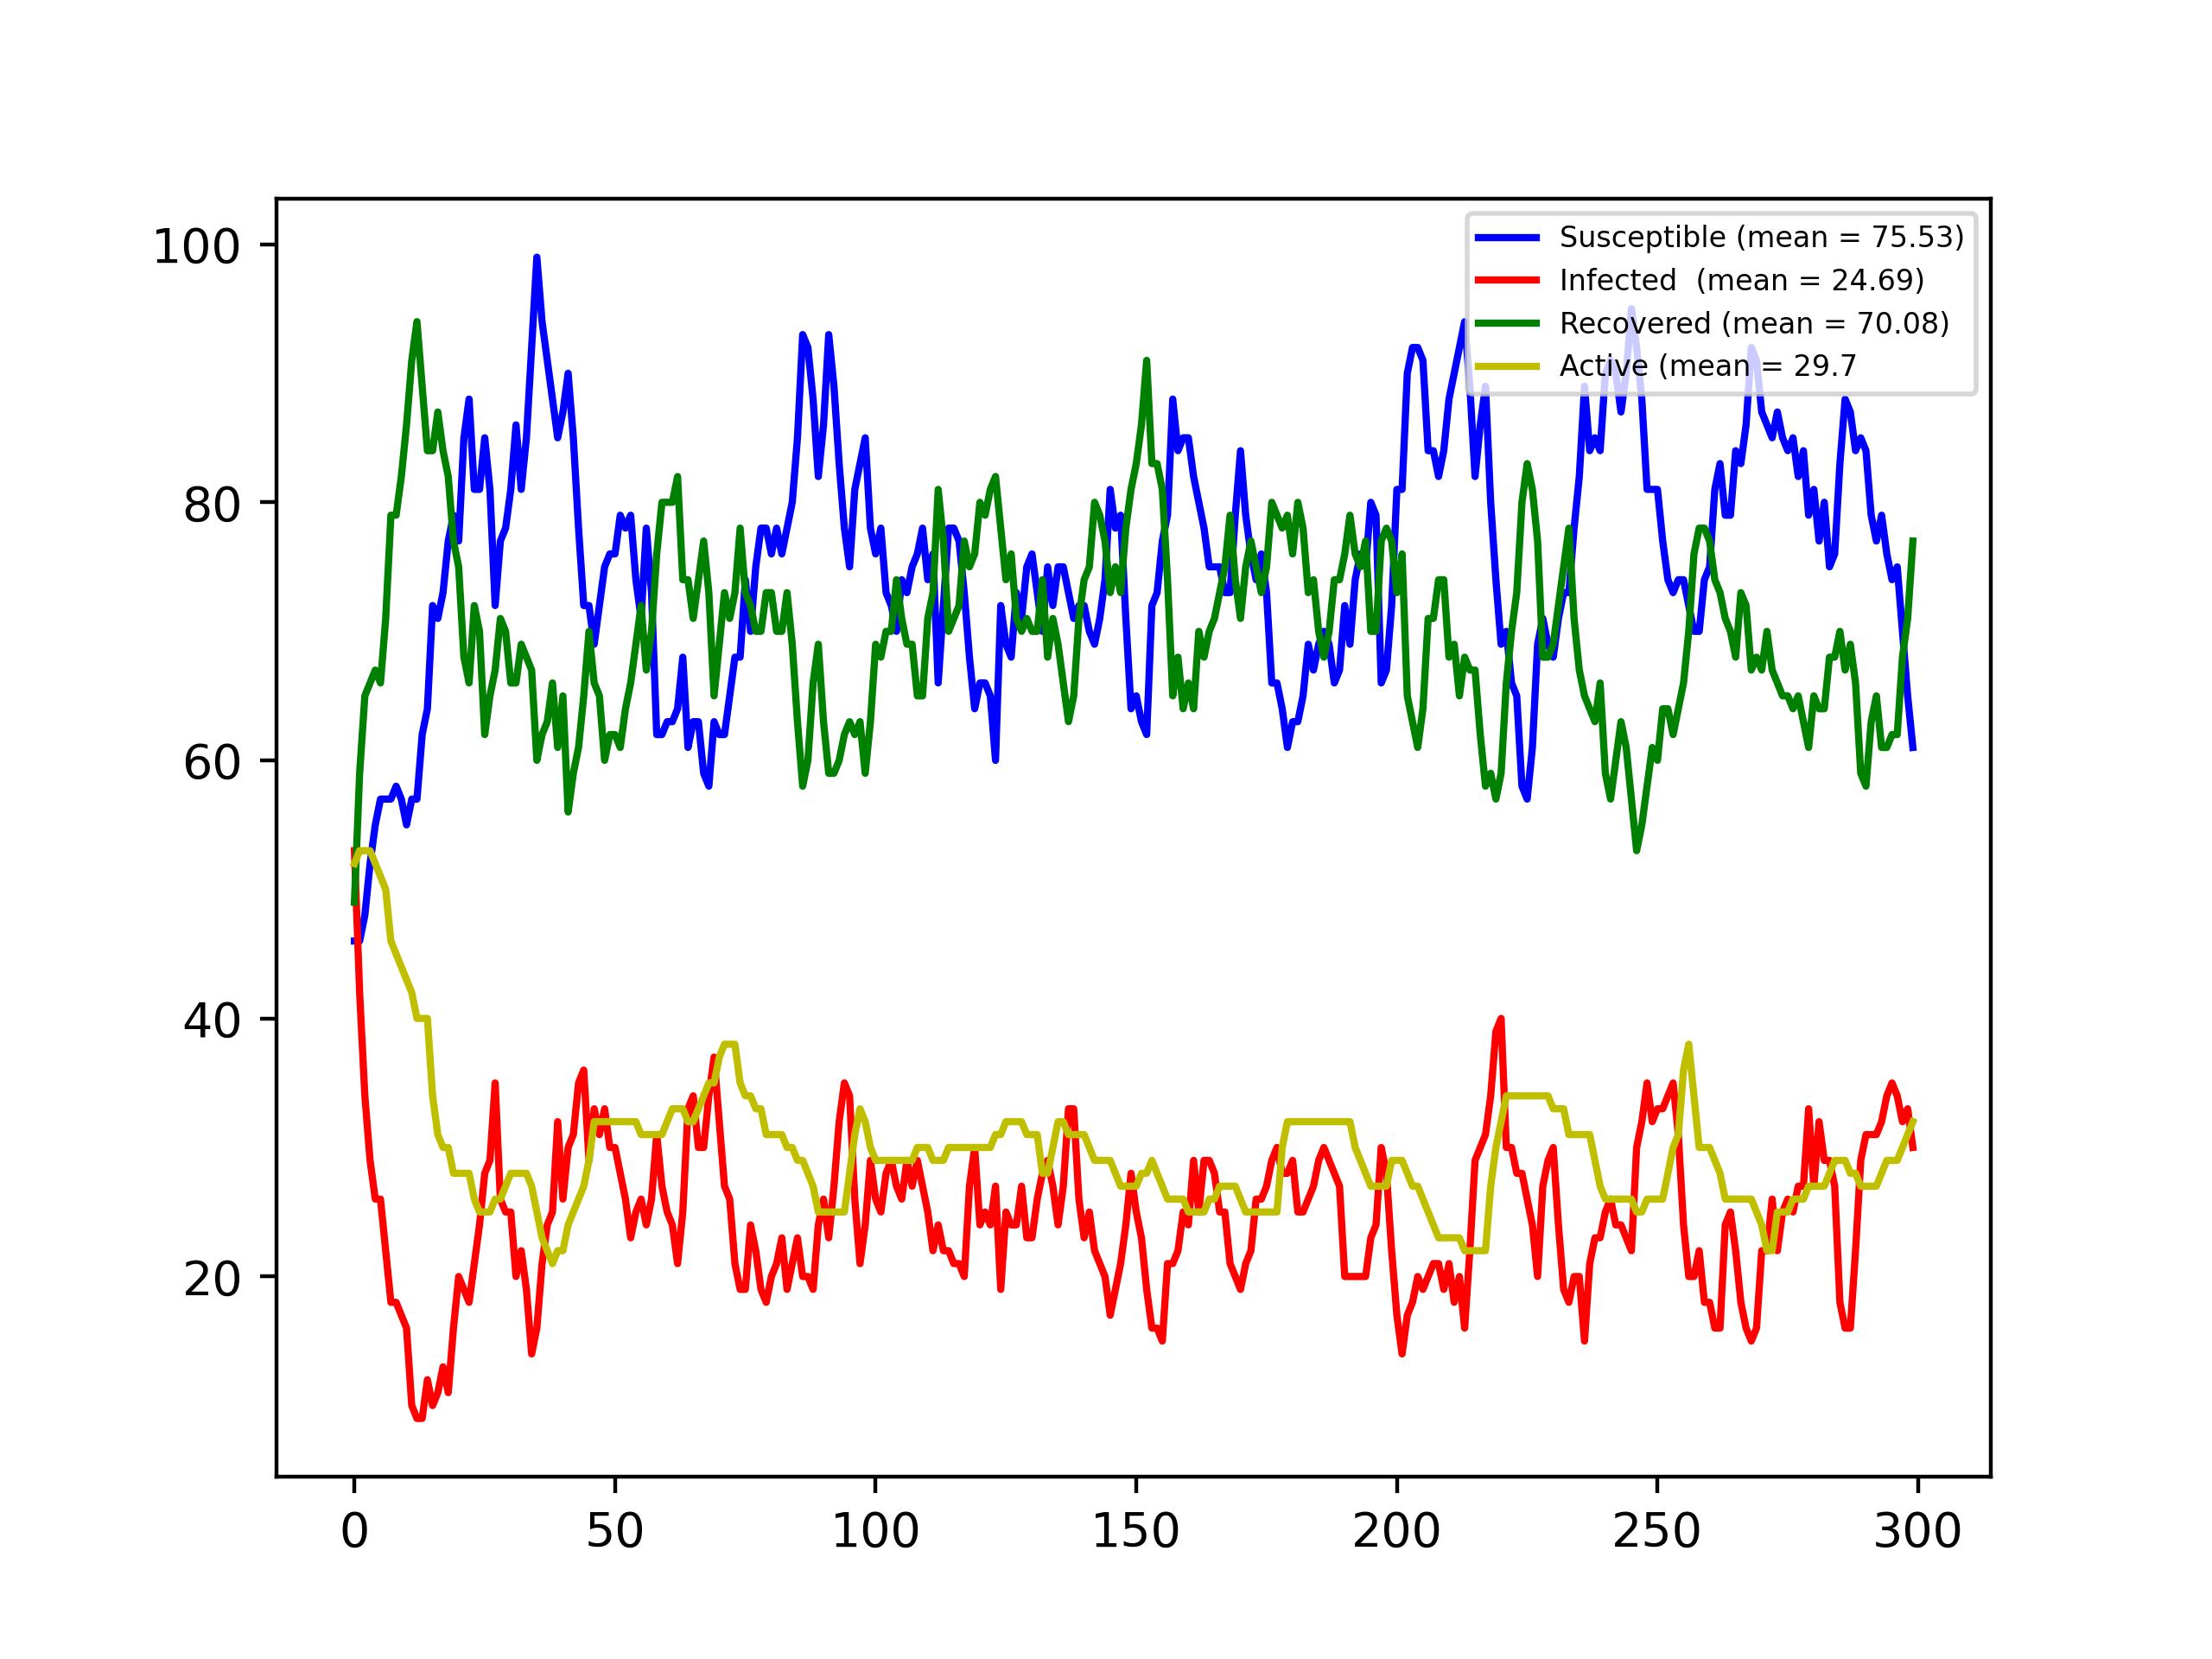 100
80
60
40
20
0 50 100 150 200 250 300
Susceptible (mean = 75.53)
Infected  (mean = 24.69)
Recovered (mean = 70.08)
Active (mean = 29.7